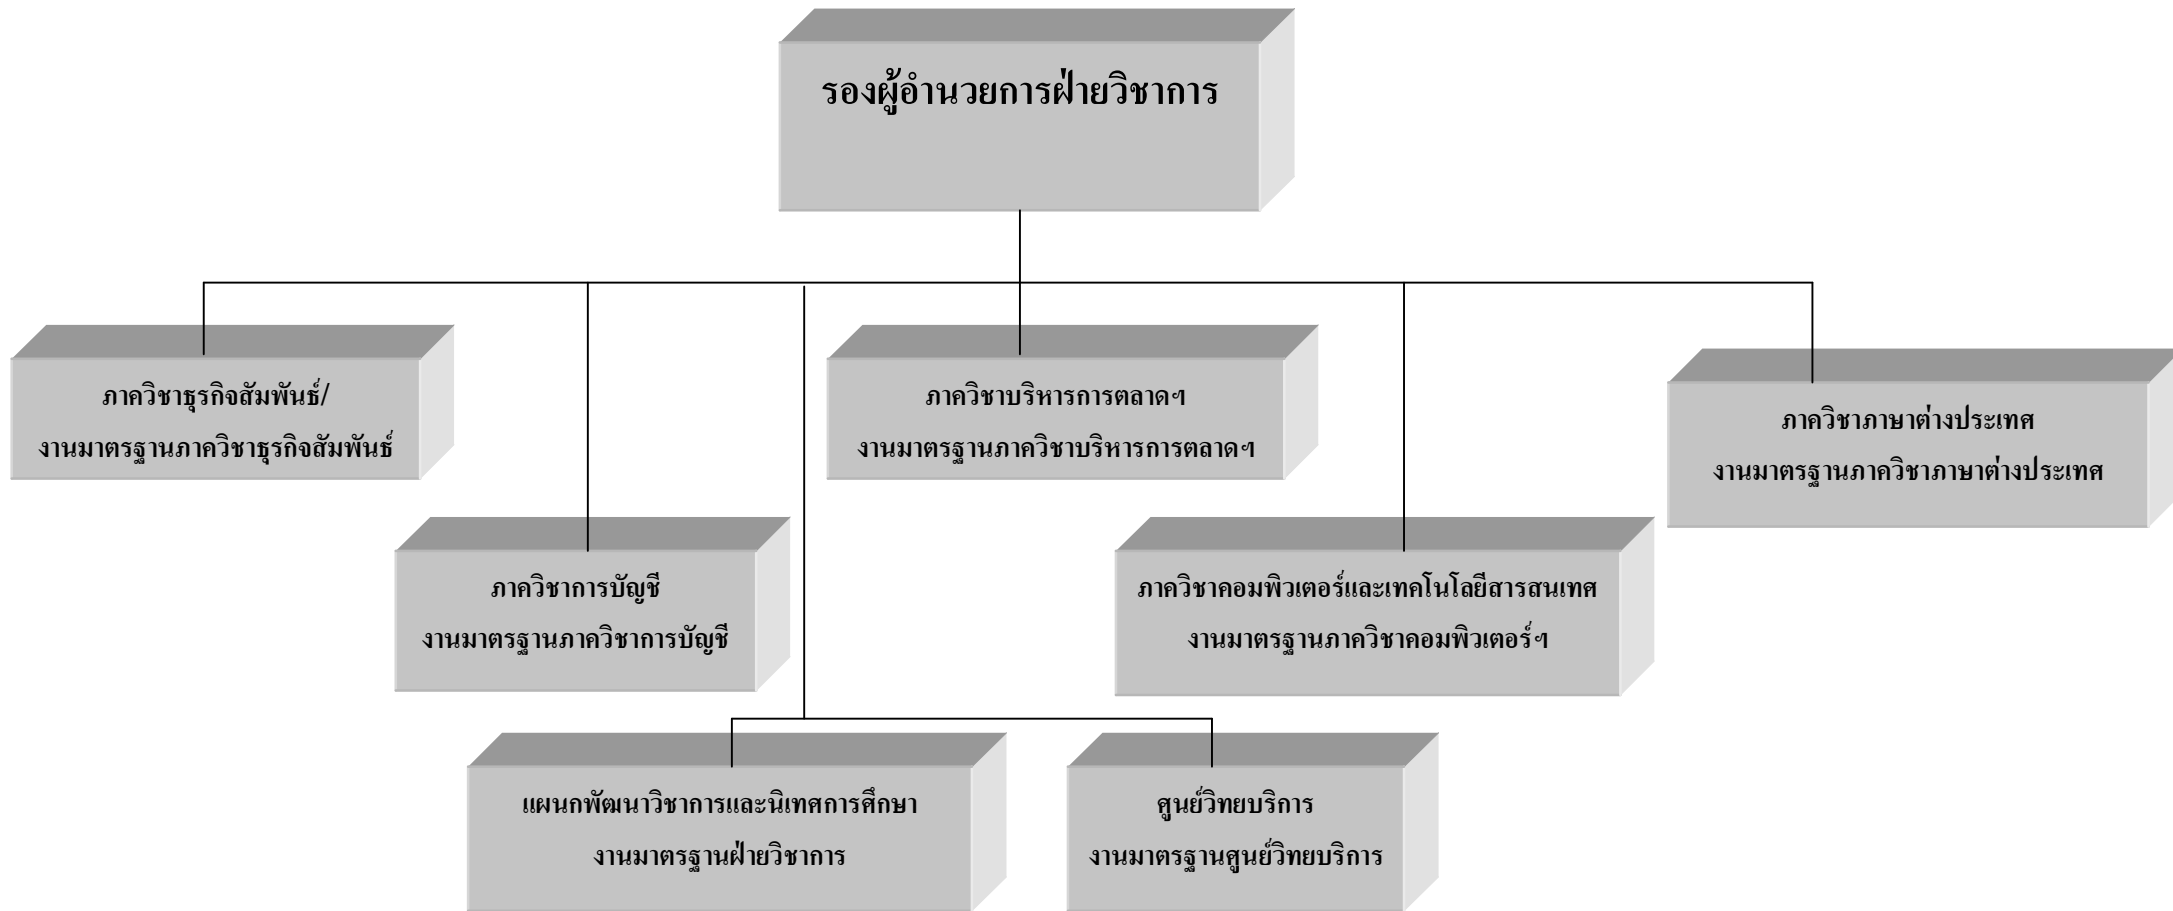 รองผู้อำนวยการฝ่ายวิชาการ
ภาควิชาธุรกิจสัมพันธ์/
งานมาตรฐานภาควิชาธุรกิจสัมพันธ์
ภาควิชาบริหารการตลาดฯ
งานมาตรฐานภาควิชาบริหารการตลาดฯ
ภาควิชาภาษาต่างประเทศ
งานมาตรฐานภาควิชาภาษาต่างประเทศ
ภาควิชาการบัญชี
งานมาตรฐานภาควิชาการบัญชี
ภาควิชาคอมพิวเตอร์และเทคโนโลยีสารสนเทศ
งานมาตรฐานภาควิชาคอมพิวเตอร์ฯ
แผนกพัฒนาวิชาการและนิเทศการศึกษา
งานมาตรฐานฝ่ายวิชาการ
ศูนย์วิทยบริการ
งานมาตรฐานศูนย์วิทยบริการ